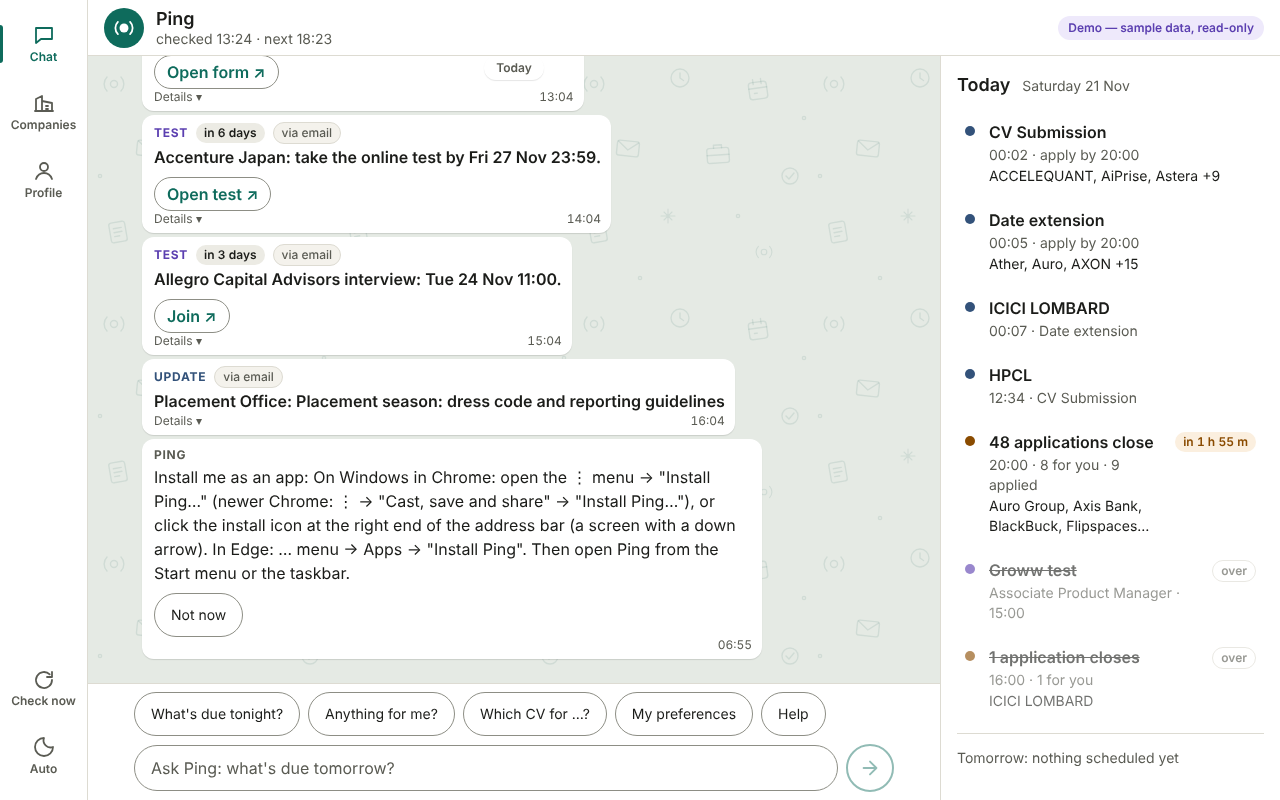 Chat
Companies
Profile
Check now
Auto
Ping
checked 13:24 · next 18:23
Demo — sample data, read-only
Today
Open form ↗
Details ▾
13:04
TEST in 6 days via email
Accenture Japan: take the online test by Fri 27 Nov 23:59.
Open test ↗
Details ▾
14:04
TEST in 3 days via email
Allegro Capital Advisors interview: Tue 24 Nov 11:00.
Join ↗
Details ▾
15:04
UPDATE via email
Placement Office: Placement season: dress code and reporting guidelines
Details ▾
16:04
PING
Install me as an app: On Windows in Chrome: open the ⋮ menu → "Install
Ping…" (newer Chrome: ⋮ → "Cast, save and share" → "Install Ping…"), or
click the install icon at the right end of the address bar (a screen with a down
arrow). In Edge: … menu → Apps → "Install Ping". Then open Ping from the
Start menu or the taskbar.
Not now
06:55
What's due tonight?
Anything for me?
Which CV for …?
My preferences
Help
Ask Ping: what's due tomorrow?
Today Saturday 21 Nov
CV Submission
00:02 · apply by 20:00
ACCELEQUANT, AiPrise, Astera +9
Date extension
00:05 · apply by 20:00
Ather, Auro, AXON +15
ICICI LOMBARD
00:07 · Date extension
HPCL
12:34 · CV Submission
48 applications close in 1 h 55 m
20:00 · 8 for you · 9
applied
Auro Group, Axis Bank,
BlackBuck, Flipspaces…
Groww test over
Associate Product Manager ·
15:00
1 application closes over
16:00 · 1 for you
ICICI LOMBARD
Tomorrow: nothing scheduled yet